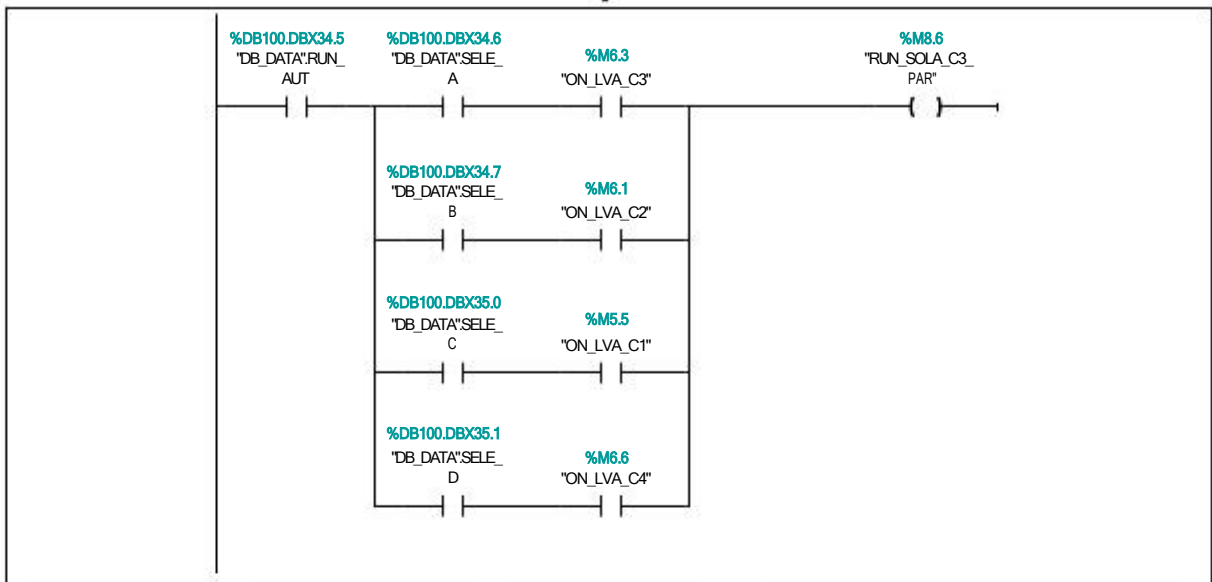 %DB100.DBX34.5
"DB_DATA".RUN_
AUT
%DB100.DBX34.6
"DB_DATA".SELE_
A
%M6.3
"ON_LVA_C3"
%M8.6
"RUN_SOLA_C3_
PAR"
%DB100.DBX34.7
"DB_DATA".SELE_
B
%M6.1
"ON_LVA_C2"
%DB100.DBX35.0
"DB_DATA".SELE_
C
%M5.5
"ON_LVA_C1"
%DB100.DBX35.1
"DB_DATA".SELE_
D
%M6.6
"ON_LVA_C4"